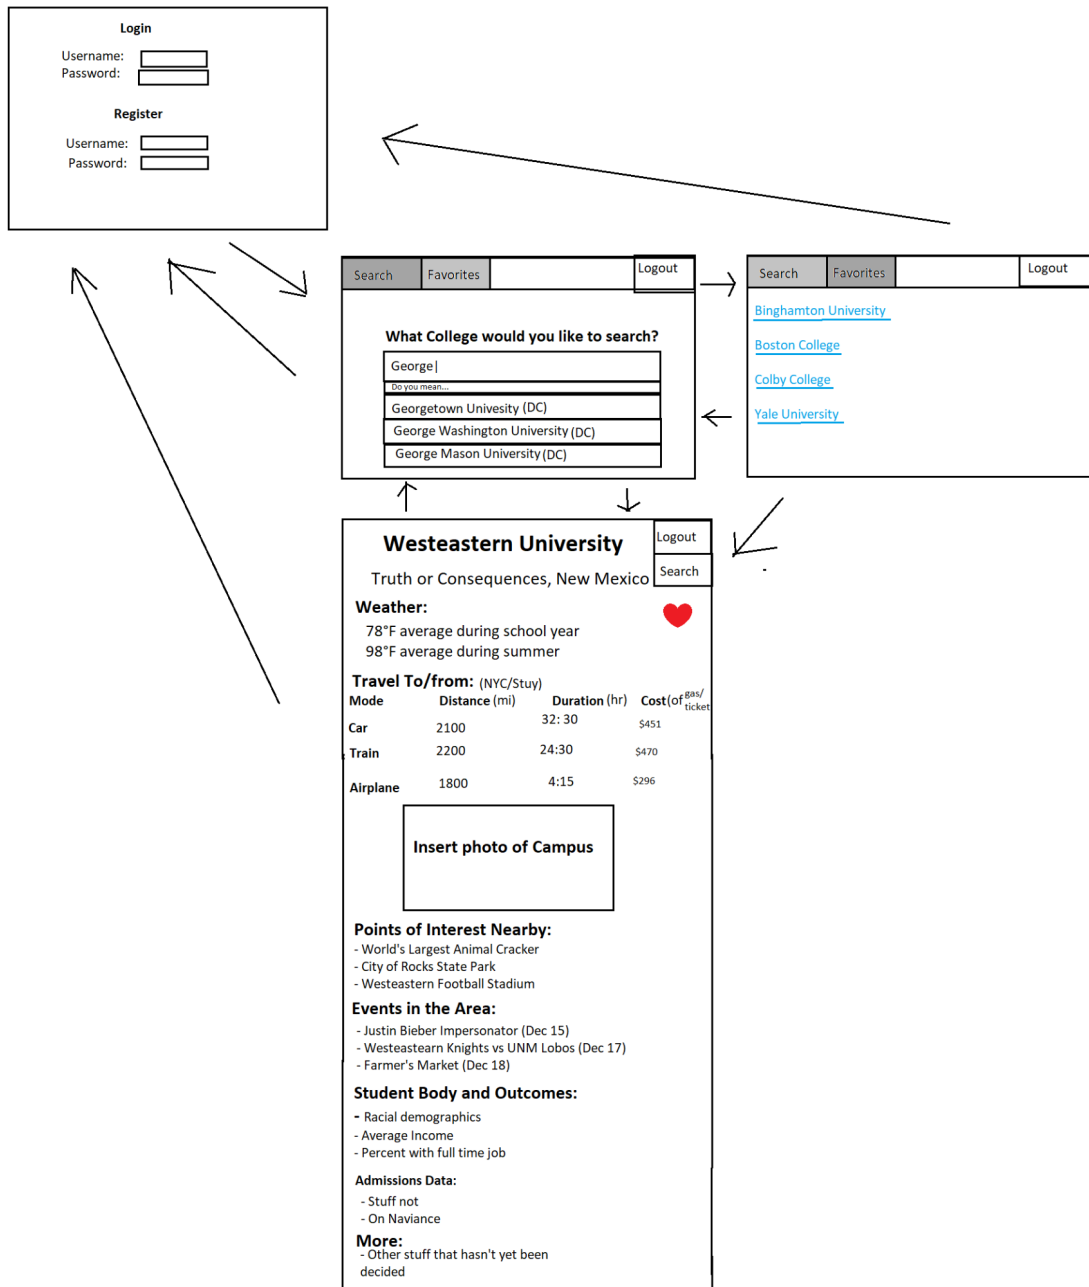 Login
Username:
Password:
Register
Username:
Password:
Search Favorites Logout
What College would you like to search?
George|
Do you mean...
Georgetown Univesity (DC)
George Washington University (DC)
George Mason University (DC)
Search Favorites Logout
Binghamton University
Boston College
Colby College
Yale University
Westeastern University
Logout
Search
Truth or Consequences, New Mexico
Weather:
78°F average during school year
98°F average during summer
Travel To/from: (NYC/Stuy)
Mode Distance (mi) Duration (hr) Cost(of gas/
ticket
Car 2100 32:30 $451
Train 2200 24:30 $470
Airplane 1800 4:15 $296
Insert photo of Campus
Points of Interest Nearby:
- World's Largest Animal Cracker
- City of Rocks State Park
- Westeastern Football Stadium
Events in the Area:
- Justin Bieber Impersonator (Dec 15)
- Westeastearn Knights vs UNM Lobos (Dec 17)
- Farmer's Market (Dec 18)
Student Body and Outcomes:
- Racial demographics
- Average Income
- Percent with full time job
Admissions Data:
- Stuff not
- On Naviance
More:
- Other stuff that hasn't yet been
decided